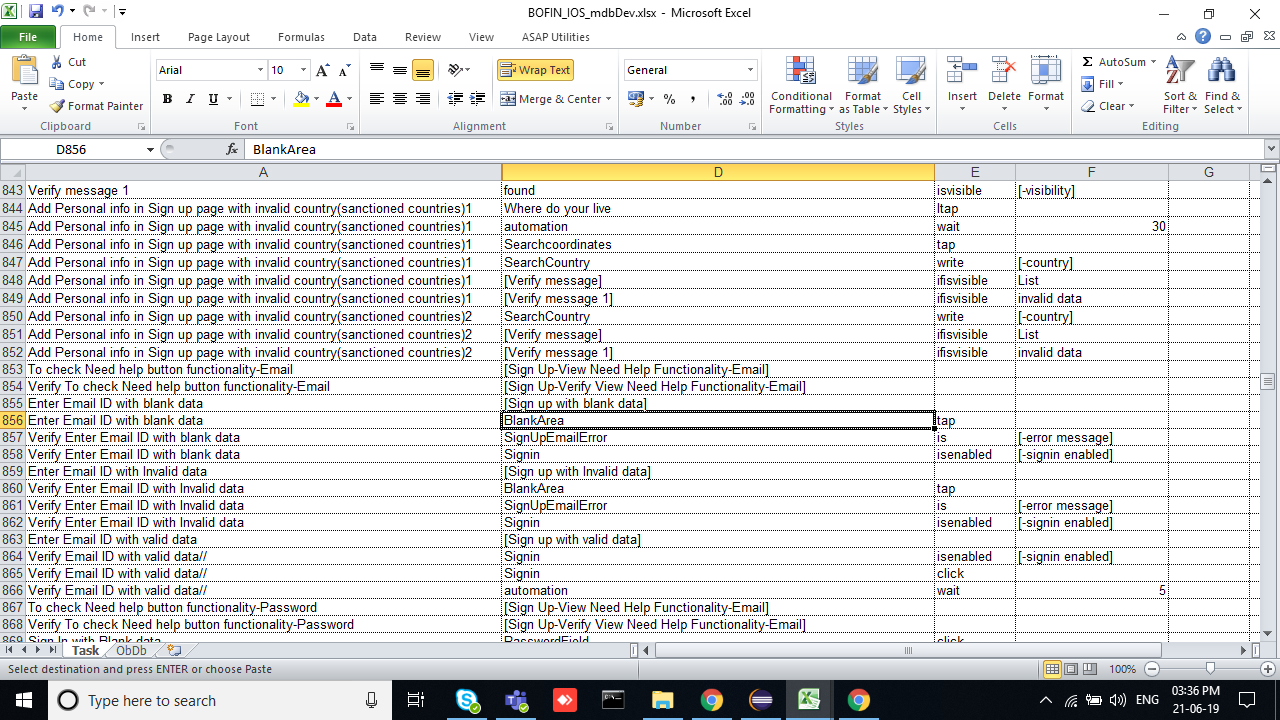 BOFIN_IOS_mdbDev.xlsx - Microsoft Excel
File Home Insert Page Layout Formulas Data Review View ASAP Utilities
Paste Cut Copy Format Painter Clipboard
Arial 10 B I U A A Font
Wrap Text Merge & Center Alignment
General % , Number
Conditional Formatting Format as Table Cell Styles Styles
Insert Delete Format Cells
Σ AutoSum Fill Clear Sort & Filter Find & Select Editing
D856 fx BlankArea
A D E F G
843 Verify message 1 found isvisible [-visibility]
844 Add Personal info in Sign up page with invalid country(sanctioned countries)1 Where do your live ltap
845 Add Personal info in Sign up page with invalid country(sanctioned countries)1 automation wait 30
846 Add Personal info in Sign up page with invalid country(sanctioned countries)1 Searchcoordinates tap
847 Add Personal info in Sign up page with invalid country(sanctioned countries)1 SearchCountry write [-country]
848 Add Personal info in Sign up page with invalid country(sanctioned countries)1 [Verify message] ifisvisible List
849 Add Personal info in Sign up page with invalid country(sanctioned countries)1 [Verify message 1] ifisvisible invalid data
850 Add Personal info in Sign up page with invalid country(sanctioned countries)2 SearchCountry write [-country]
851 Add Personal info in Sign up page with invalid country(sanctioned countries)2 [Verify message] ifisvisible List
852 Add Personal info in Sign up page with invalid country(sanctioned countries)2 [Verify message 1] ifisvisible invalid data
853 To check Need help button functionality-Email [Sign Up-View Need Help Functionality-Email]
854 Verify To check Need help button functionality-Email [Sign Up-Verify View Need Help Functionality-Email]
855 Enter Email ID with blank data [Sign up with blank data]
856 Enter Email ID with blank data BlankArea tap
857 Verify Enter Email ID with blank data SignUpEmailError is [-error message]
858 Verify Enter Email ID with blank data Signin isenabled [-signin enabled]
859 Enter Email ID with Invalid data [Sign up with Invalid data]
860 Verify Enter Email ID with Invalid data BlankArea tap
861 Verify Enter Email ID with Invalid data SignUpEmailError is [-error message]
862 Verify Enter Email ID with Invalid data Signin isenabled [-signin enabled]
863 Enter Email ID with valid data [Sign up with valid data]
864 Verify Email ID with valid data// Signin isenabled [-signin enabled]
865 Verify Email ID with valid data// Signin click
866 Verify Email ID with valid data// automation wait 5
867 To check Need help button functionality-Password [Sign Up-View Need Help Functionality-Email]
868 Verify To check Need help button functionality-Password [Sign Up-Verify View Need Help Functionality-Email]
869 Sign In with Blank data PasswordField click
Task ObDb
Select destination and press ENTER or choose Paste 100%
Type here to search ENG 03:36 PM
21-06-19